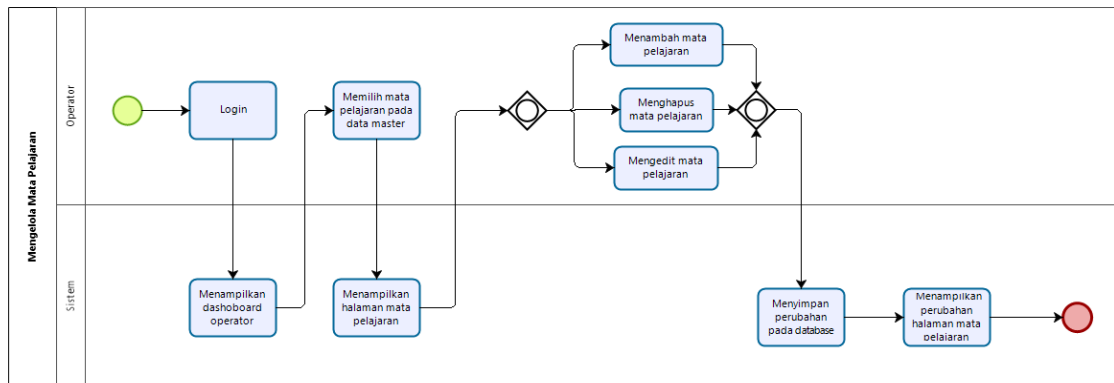 Mengelola Mata Pelajaran
Operator
Login
Memilih mata
pelajaran pada
data master
Menambah mata
pelajaran
Menghapus
mata pelajaran
Mengedit mata
pelajaran
Sistem
Menampilkan
dashoboard
operator
Menampilkan
halaman mata
pelajaran
Menyimpan
perubahan
pada database
Menampilkan
perubahan
halaman mata
pelajaran